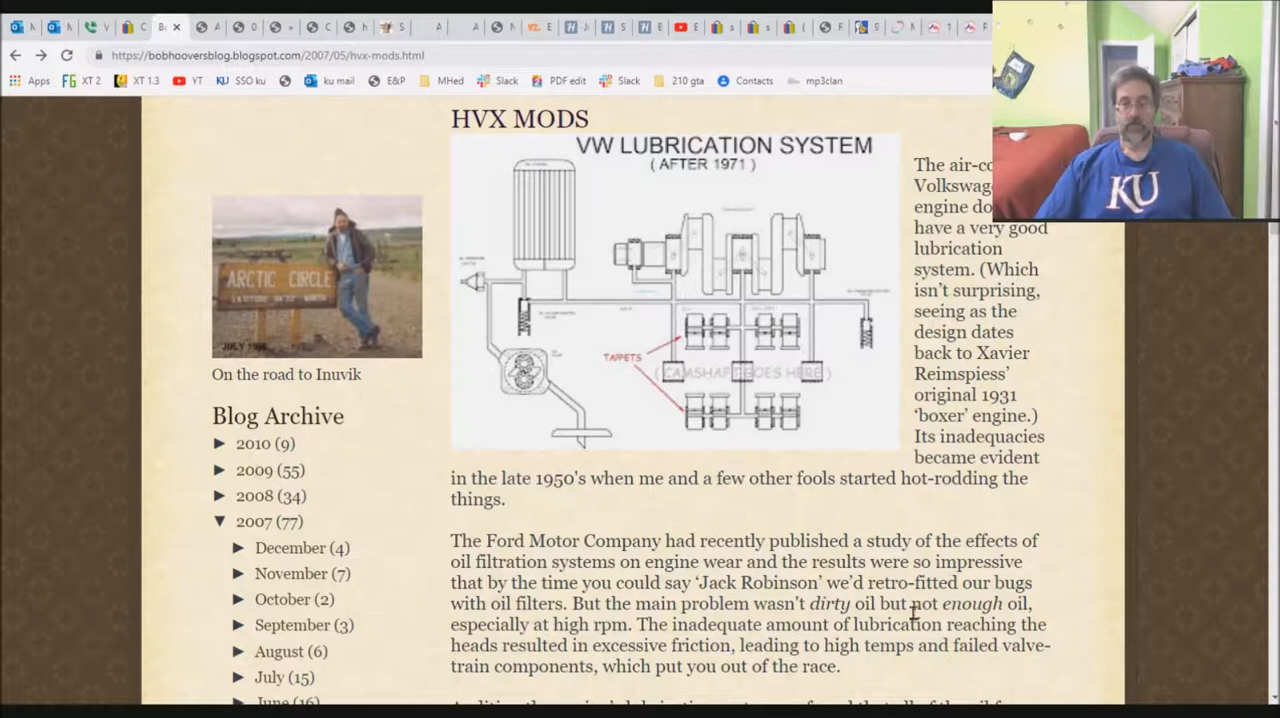 https://bobhooversblog.blogspot.com/2007/05/hvx-mods.html
Apps XT 2 XT 1.3 YT SSO ku ku mail E&P MHed Slack PDF edit Slack 210 gta Contacts mp3clan
HVX MODS
VW LUBRICATION SYSTEM
( AFTER 1971 )
TAPPETS
( CAMSHAFT GOES HERE )
The air-co
Volkswag
engine do
have a very good
lubrication
system. (Which
isn't surprising,
seeing as the
design dates
back to Xavier
Reimspiess'
original 1931
'boxer' engine.)
Its inadequacies
became evident
in the late 1950's when me and a few other fools started hot-rodding the
things.
The Ford Motor Company had recently published a study of the effects of
oil filtration systems on engine wear and the results were so impressive
that by the time you could say 'Jack Robinson' we'd retro-fitted our bugs
with oil filters. But the main problem wasn't dirty oil but not enough oil,
especially at high rpm. The inadequate amount of lubrication reaching the
heads resulted in excessive friction, leading to high temps and failed valve-
train components, which put you out of the race.
ARCTIC CIRCLE
On the road to Inuvik
Blog Archive
► 2010 (9)
► 2009 (55)
► 2008 (34)
▼ 2007 (77)
► December (4)
► November (7)
► October (2)
► September (3)
► August (6)
► July (15)
KU